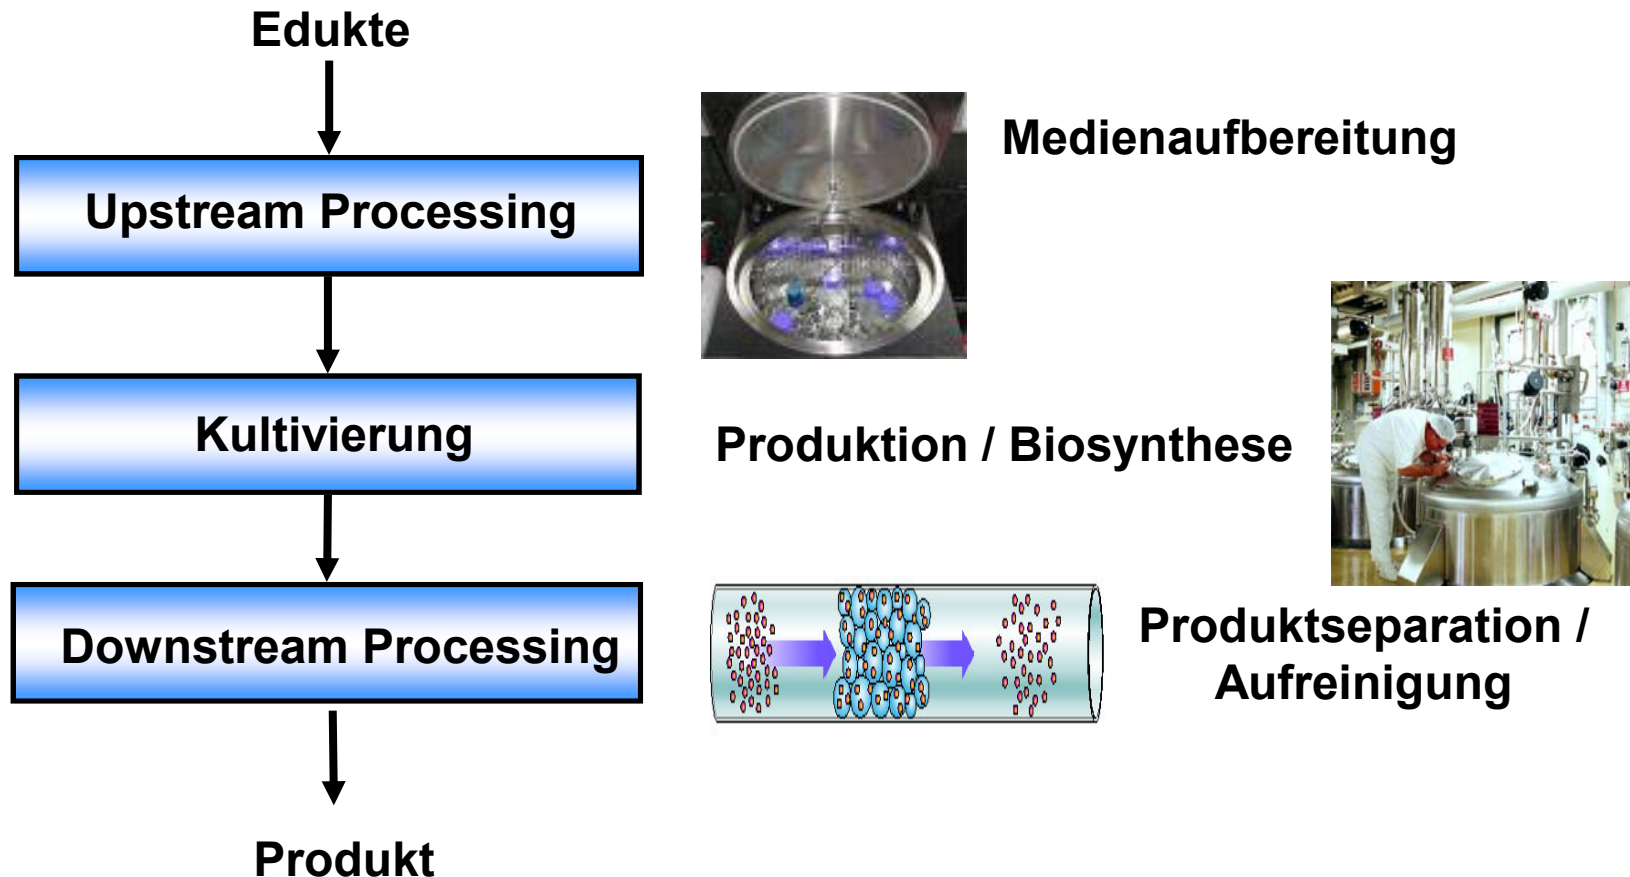 Edukte
Medienaufbereitung
Upstream Processing
Kultivierung
Produktion / Biosynthese
Downstream Processing
Produktseparation /
Aufreinigung
Produkt